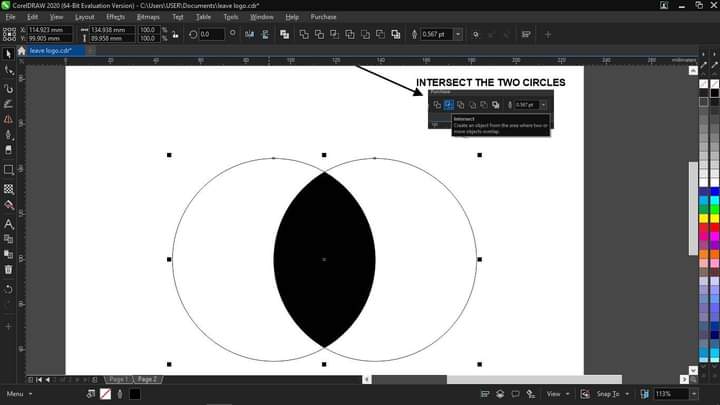 CorelDRAW 2020 (64-Bit Evaluation Version) - C:\Users\USER\Documents\leave logo.cdr*
File Edit View Layout Object Effects Bitmaps Text Table Tools Window Help Purchase
X: 114.923 mm 134.938 mm 100.0 % 0.0 ° 0,567 pt
Y: 99.905 mm 89.958 mm 100.0 %
leave logo.cdr*
millimeters
INTERSECT THE TWO CIRCLES
Purchase
0,567 pt
Intersect
Create an object from the area where two or
more objects overlap.
Page 1 Page 2
Menu View Snap To 113%